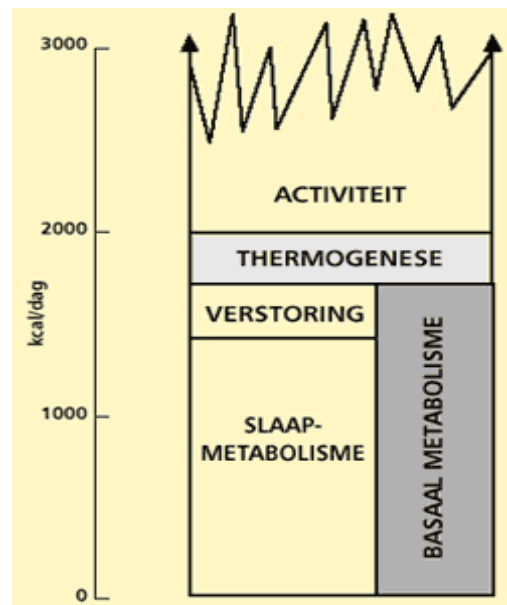 3000
2000
1000
0
kcal/dag
ACTIVITEIT
THERMOGENESE
VERSTORING
SLAAP-
METABOLISME
BASAAL METABOLISME